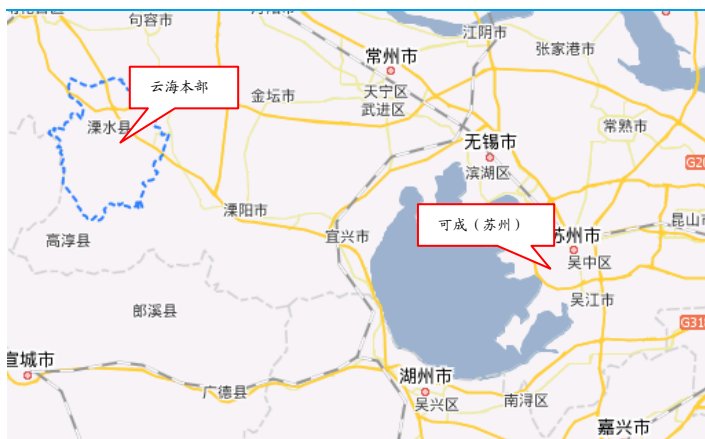 句容市
江阴市
张家港市
常州市
云海本部
天宁区
武进区
金坛市
溧水县
常熟市
无锡市
滨湖区
G20
溧阳市
可成（苏州）
昆山市
宜兴市
苏州市
高淳县
吴中区
吴江市
郎溪县
G318
宣城市
湖州市
广德县
吴兴区
南浔区
嘉兴市